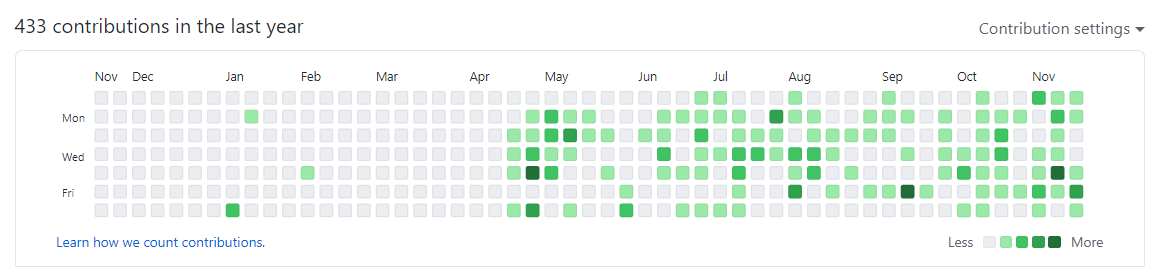 433 contributions in the last year
Contribution settings
Nov Dec Jan Feb Mar Apr May Jun Jul Aug Sep Oct Nov
Mon
Wed
Fri
Learn how we count contributions.
Less More